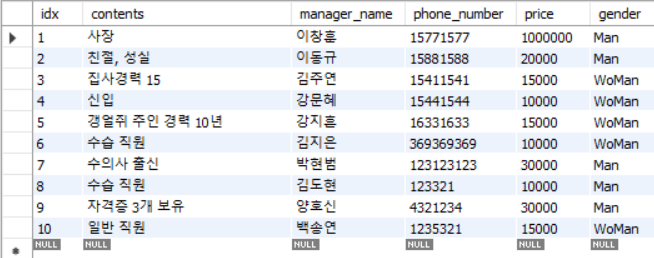 idx contents manager_name phone_number price gender
1 사장 이창훈 15771577 1000000 Man
2 친절, 성실 이동규 15881588 20000 Man
3 집사경력 15 김주연 15411541 15000 WoMan
4 신입 강문혜 15441544 10000 WoMan
5 갱얼쥐 주인 경력 10년 강지훈 16331633 15000 WoMan
6 수습 직원 김지은 369369369 10000 WoMan
7 수의사 출신 박현범 123123123 30000 Man
8 수습 직원 김도현 123321 10000 Man
9 자격증 3개 보유 양호신 4321234 30000 Man
10 일반 직원 백송연 1235321 15000 WoMan
NULL NULL NULL NULL NULL NULL